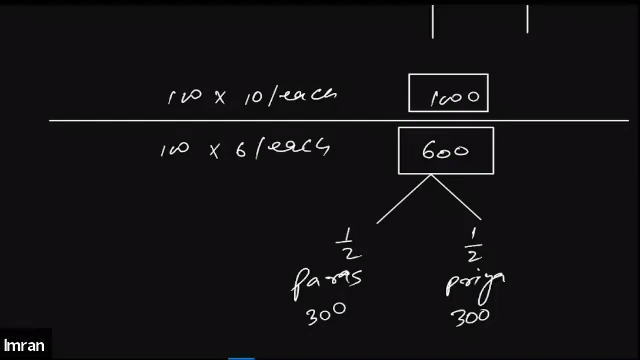 100 x 10/each 1000
100 x 6/each 600
1/2 1/2
Paras Priya
300 300
Imran